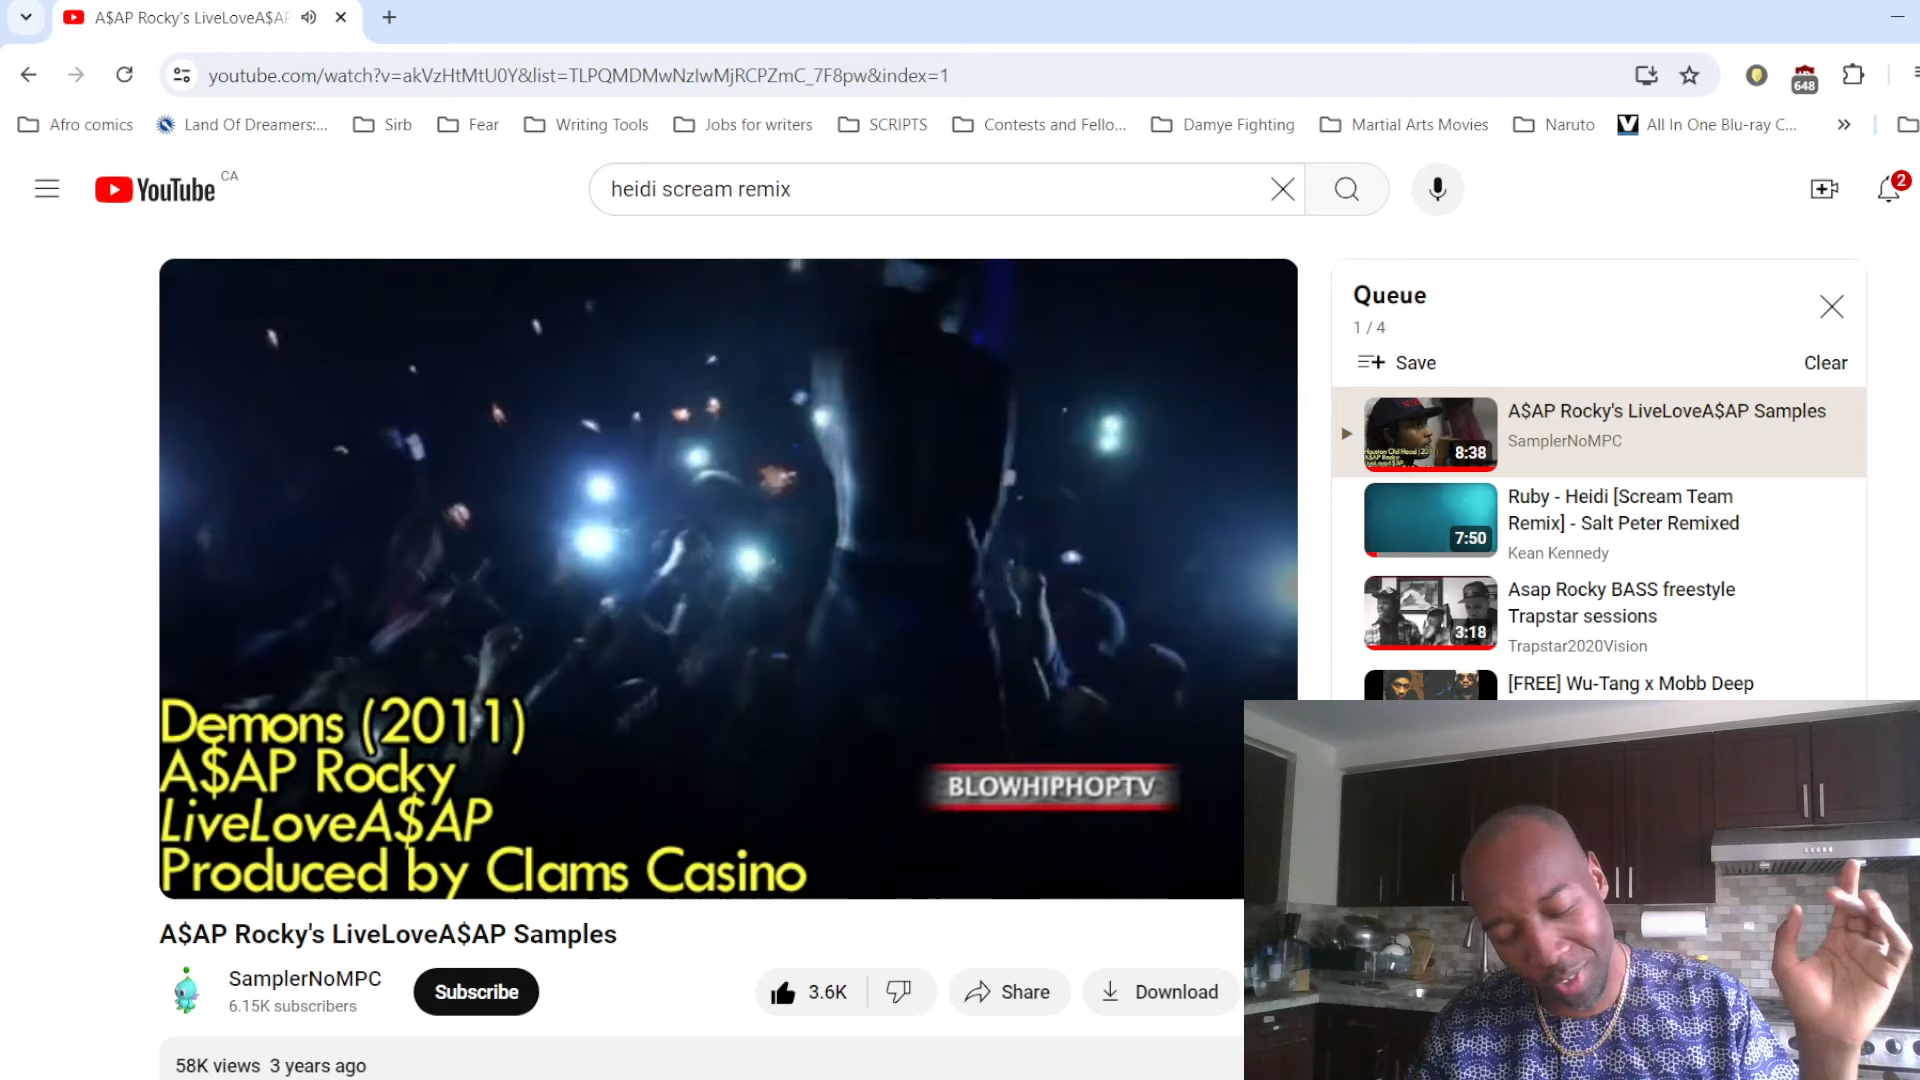 A$AP Rocky's LiveLoveA$AP
youtube.com/watch?v=akVzHtMtU0Y&list=TLPQMDMwNzIwMjRCPZmC_7F8pw&index=1
648
Afro comics
Land Of Dreamers:...
Sirb
Fear
Writing Tools
Jobs for writers
SCRIPTS
Contests and Fello...
Damye Fighting
Martial Arts Movies
Naruto
All In One Blu-ray C...
YouTube CA
heidi scream remix
2
Demons (2011)
A$AP Rocky
LiveLoveA$AP
Produced by Clams Casino
BLOWHIPHOPTV
A$AP Rocky's LiveLoveA$AP Samples
SamplerNoMPC
6.15K subscribers
Subscribe
3.6K
Share
Download
58K views 3 years ago
Queue
1 / 4
Save
Clear
8:38
A$AP Rocky's LiveLoveA$AP Samples
SamplerNoMPC
7:50
Ruby - Heidi [Scream Team
Remix] - Salt Peter Remixed
Kean Kennedy
3:18
Asap Rocky BASS freestyle
Trapstar sessions
Trapstar2020Vision
[FREE] Wu-Tang x Mobb Deep